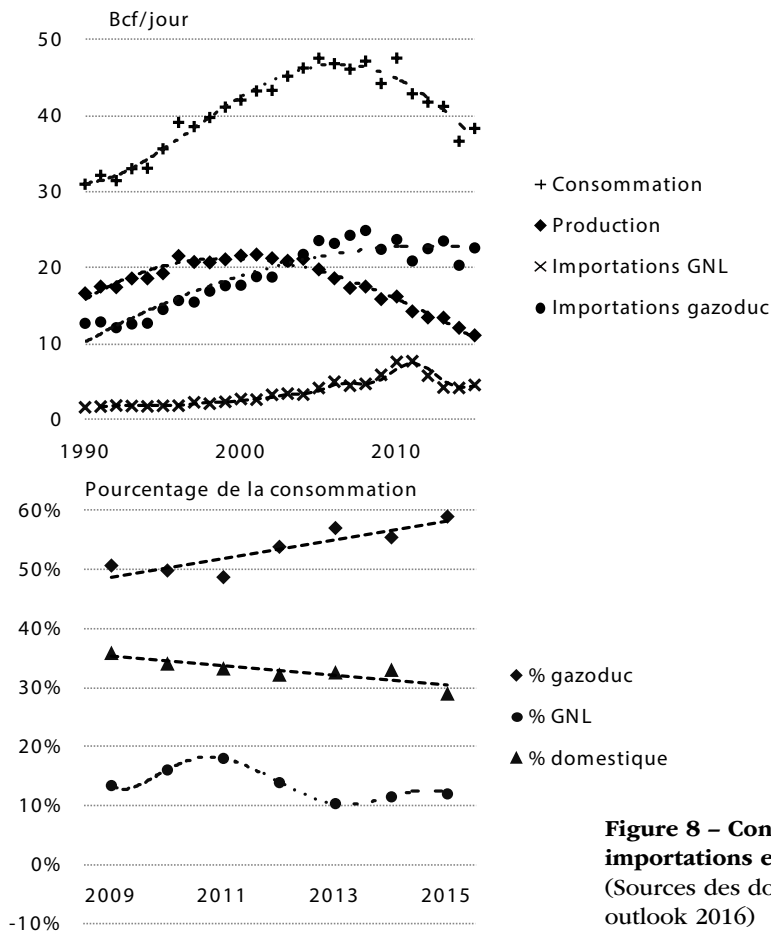 Bcf/jour
50
40
30
20
10
0
1990 2000 2010
+ Consommation
◆ Production
× Importations GNL
● Importations gazoduc
Pourcentage de la consommation
60%
50%
40%
30%
20%
10%
0%
-10%
2009 2011 2013 2015
◆ % gazoduc
● % GNL
▲ % domestique
Figure 8 – Con
importations e
(Sources des do
outlook 2016)